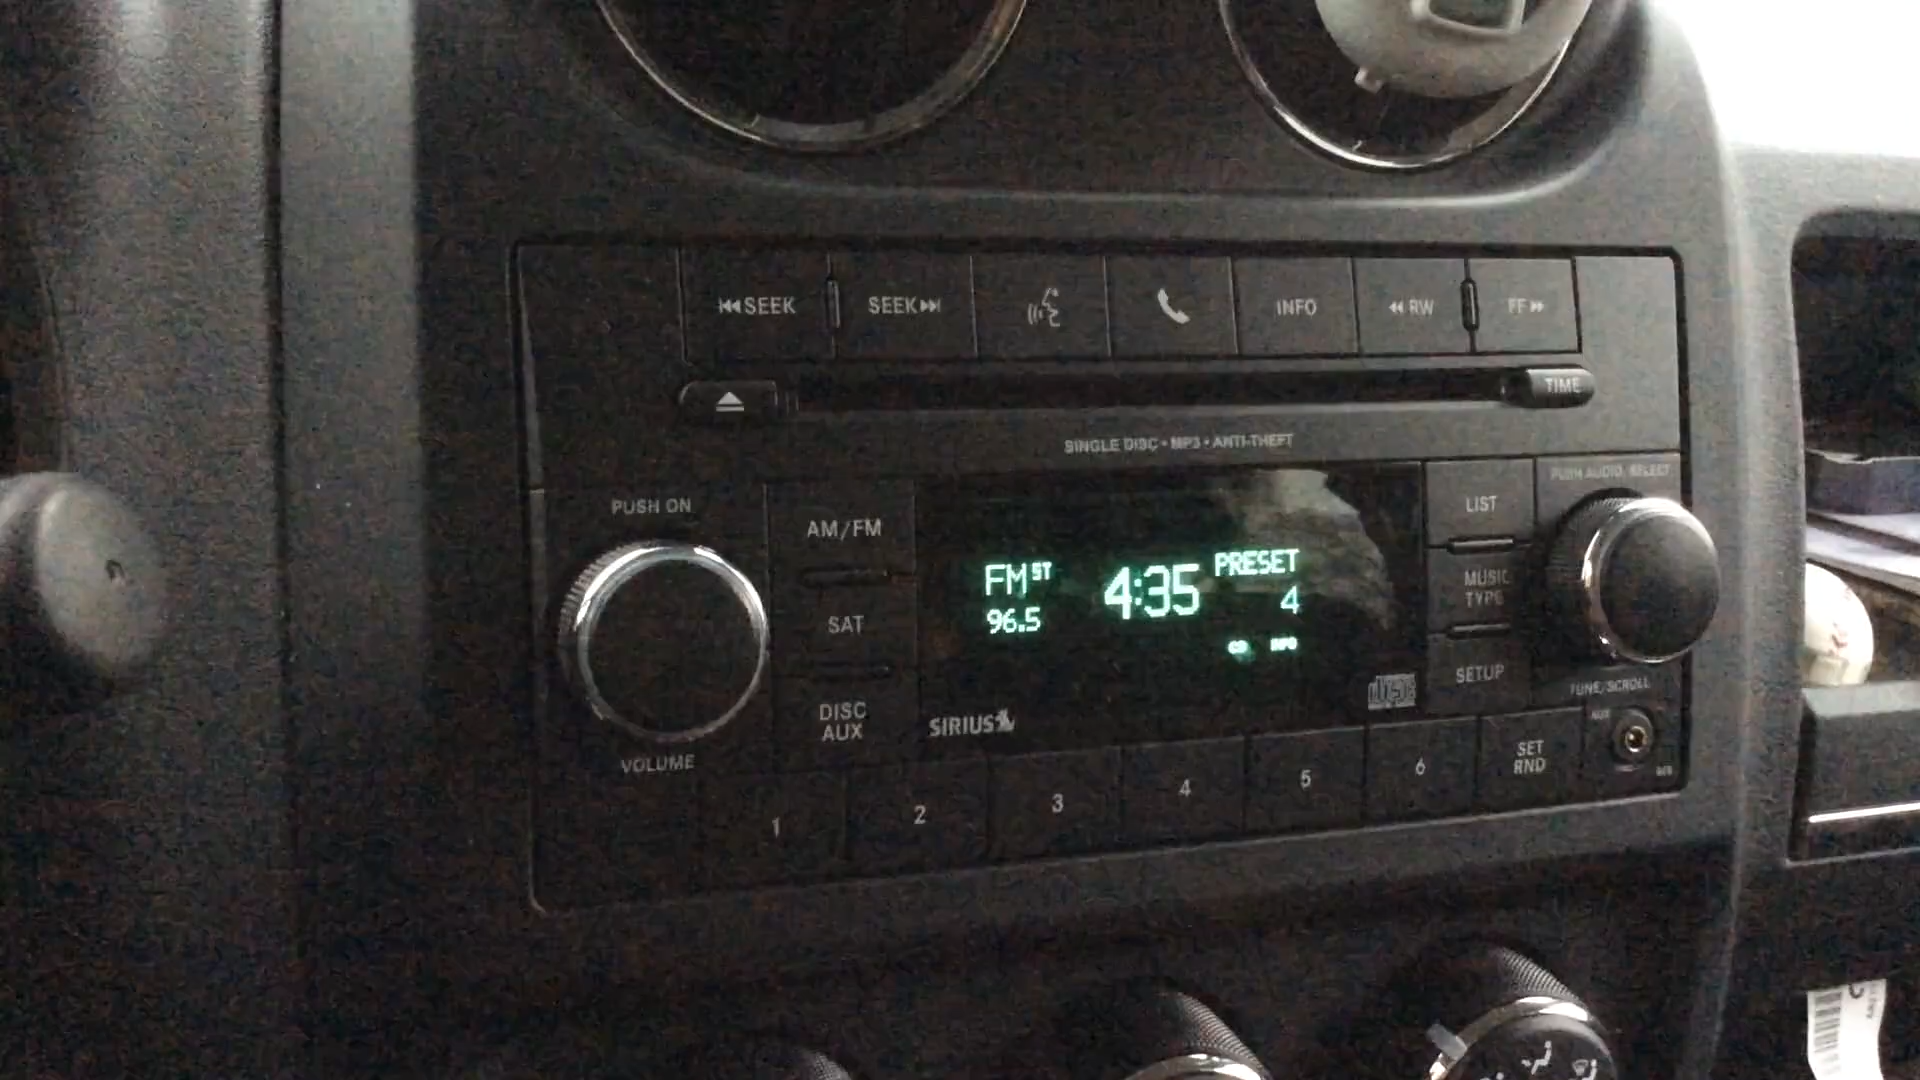 SEEK
SEEK
INFO
RW
FF
TIME
SINGLE DISC • MP3 • ANTI-THEFT
PUSH ON
AM/FM
SAT
DISC
AUX
VOLUME
FM ST
96.5
4:35
PRESET
4
CD
SIRIUS
LIST
MUSIC
TYPE
SETUP
PUSH AUDIO/SELECT
TUNE/SCROLL
AUX
1
2
3
4
5
6
SET
RND